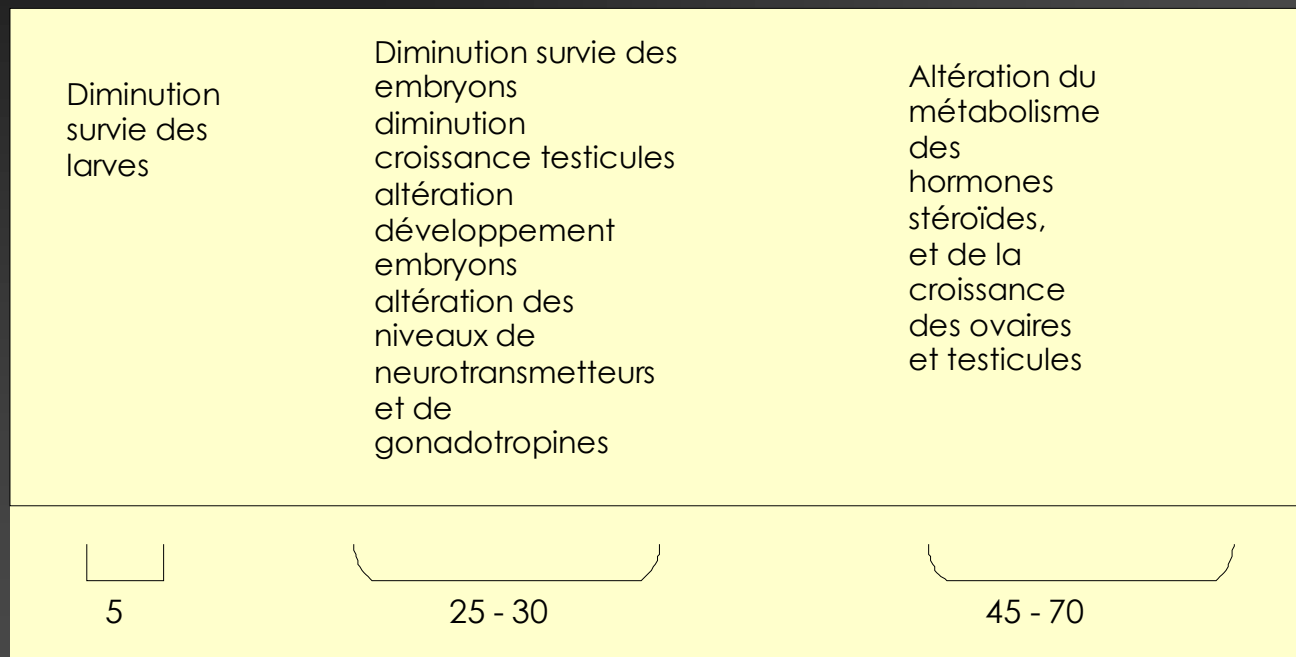 Diminution
survie des
larves
Diminution survie des
embryons
diminution
croissance testicules
altération
développement
embryons
altération des
niveaux de
neurotransmetteurs
et de
gonadotropines
Altération du
métabolisme
des
hormones
stéroïdes,
et de la
croissance
des ovaires
et testicules
5
25 - 30
45 - 70